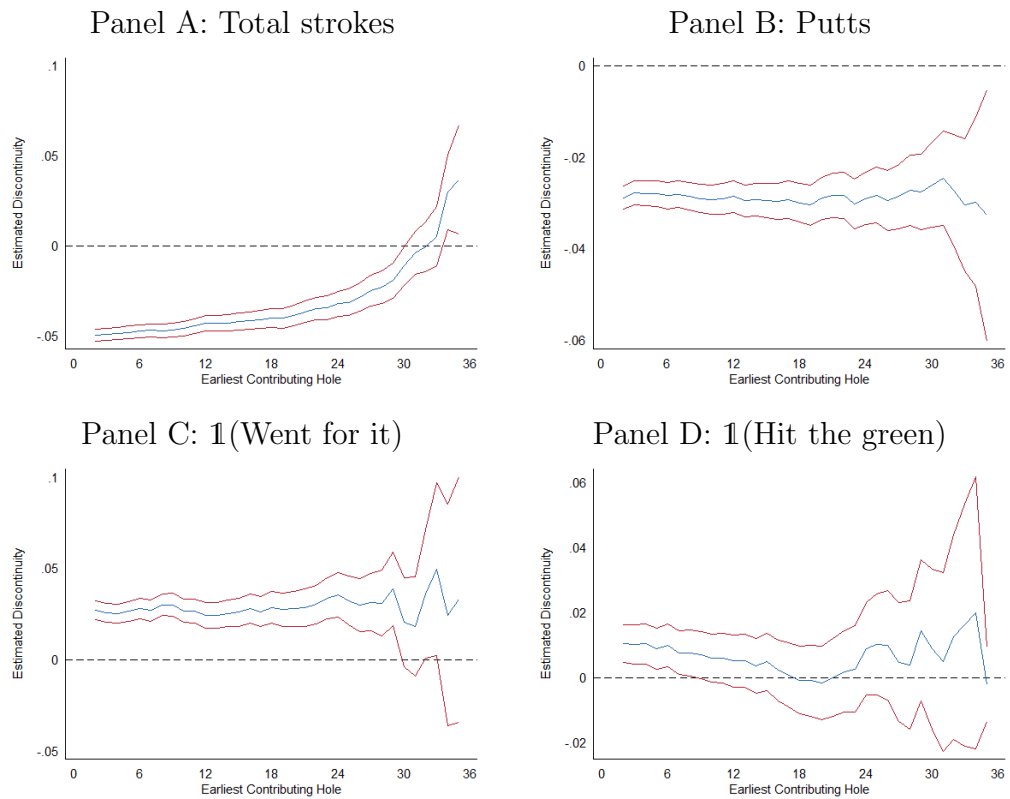 Panel A: Total strokes
.1
.05
0
-.05
Estimated Discontinuity
0 6 12 18 24 30 36
Earliest Contributing Hole
Panel B: Putts
0
-.02
-.04
-.06
Estimated Discontinuity
0 6 12 18 24 30 36
Earliest Contributing Hole
Panel C: 𝟙(Went for it)
.1
.05
0
-.05
Estimated Discontinuity
0 6 12 18 24 30 36
Earliest Contributing Hole
Panel D: 𝟙(Hit the green)
.06
.04
.02
0
-.02
Estimated Discontinuity
0 6 12 18 24 30 36
Earliest Contributing Hole